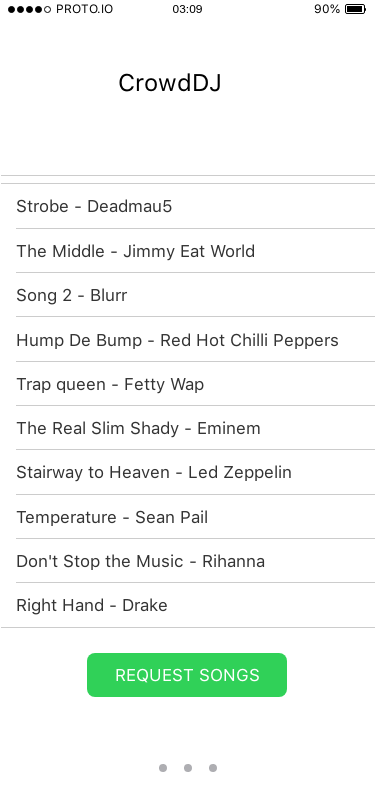 PROTO.IO 03:09 90%
CrowdDJ
Strobe - Deadmau5
The Middle - Jimmy Eat World
Song 2 - Blurr
Hump De Bump - Red Hot Chilli Peppers
Trap queen - Fetty Wap
The Real Slim Shady - Eminem
Stairway to Heaven - Led Zeppelin
Temperature - Sean Pail
Don't Stop the Music - Rihanna
Right Hand - Drake
REQUEST SONGS